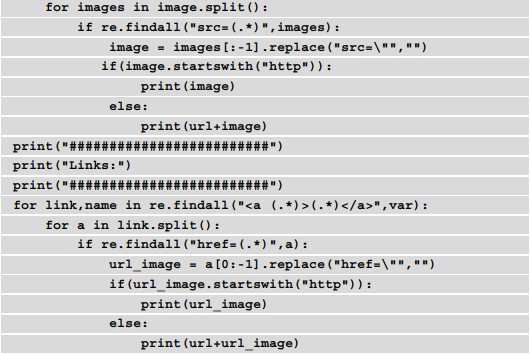 for images in image.split():
if re.findall("src=(.*)",images):
image = images[:-1].replace("src=\"","")
if(image.startswith("http")):
print(image)
else:
print(url+image)
print("#########################")
print("Links:")
print("#########################")
for link,name in re.findall("<a (.*)>(.*)</a>",var):
for a in link.split():
if re.findall("href=(.*)",a):
url_image = a[0:-1].replace("href=\"","")
if(url_image.startswith("http")):
print(url_image)
else:
print(url+url_image)